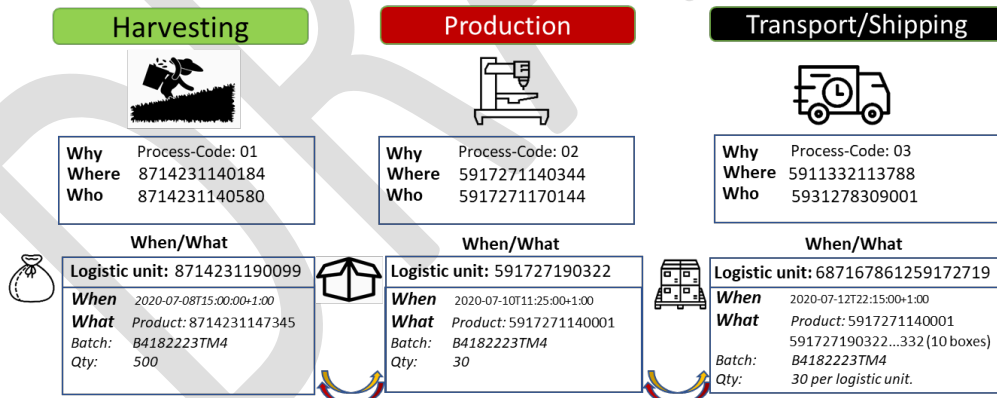 Harvesting
Production
Transport/Shipping
Why Process-Code: 01
Where 8714231140184
Who 8714231140580
Why Process-Code: 02
Where 5917271140344
Who 5917271170144
Why Process-Code: 03
Where 5911332113788
Who 5931278309001
When/What
Logistic unit: 8714231190099
When 2020-07-08T15:00:00+1:00
What Product: 8714231147345
Batch: B4182223TM4
Qty: 500
When/What
Logistic unit: 591727190322
When 2020-07-10T11:25:00+1:00
What Product: 5917271140001
Batch: B4182223TM4
Qty: 30
When/What
Logistic unit: 687167861259172719
When 2020-07-12T22:15:00+1:00
What Product: 5917271140001
591727190322...332 (10 boxes)
Batch: B4182223TM4
Qty: 30 per logistic unit.